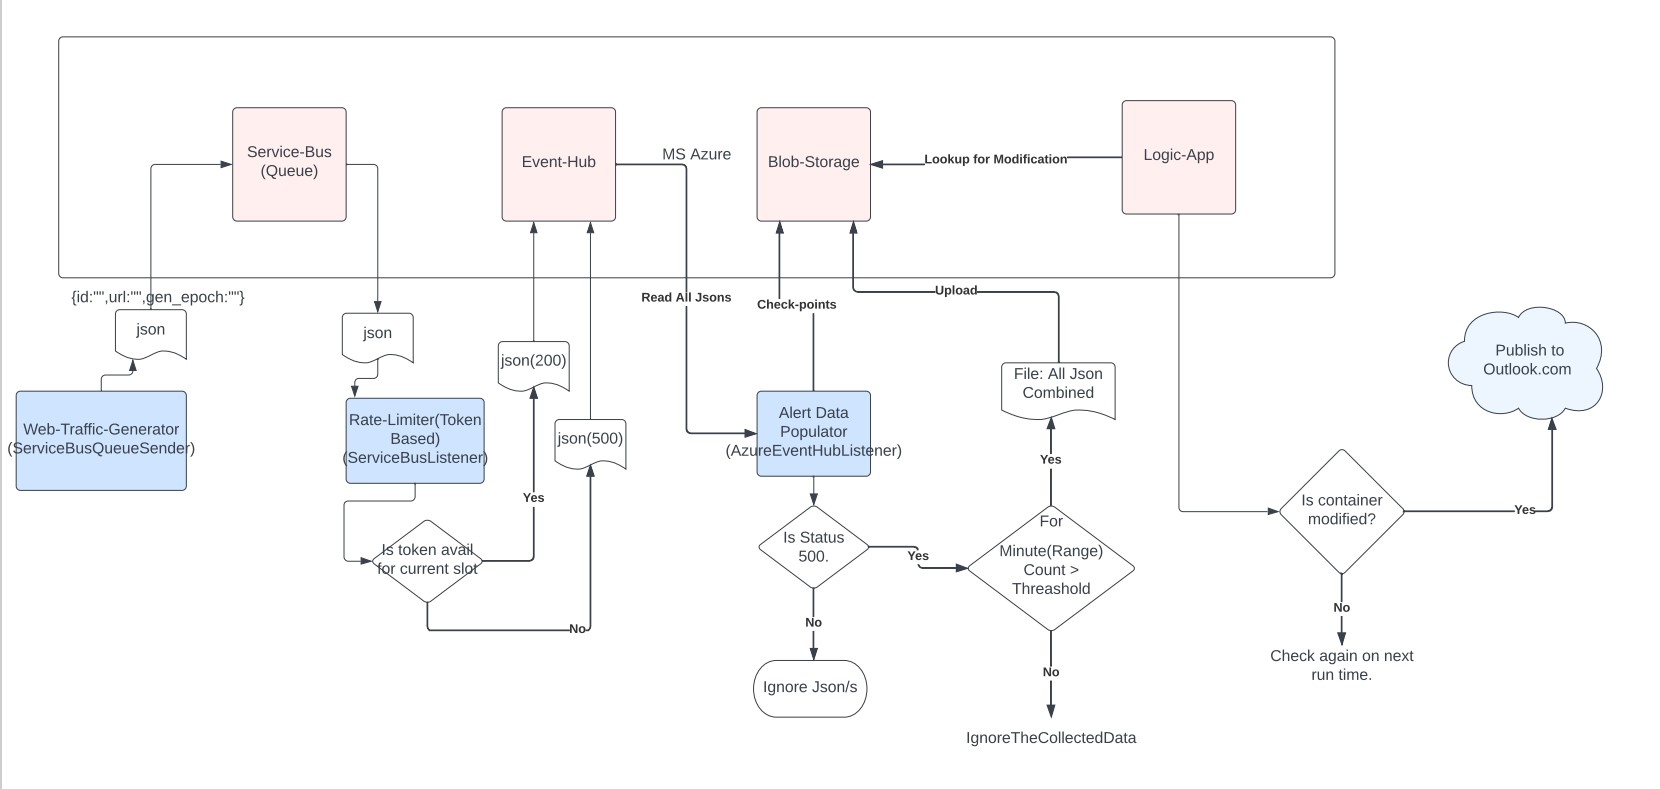 Service-Bus
(Queue)
Event-Hub
MS Azure
Blob-Storage
Lookup for Modification
Logic-App
{id:"",url:"",gen_epoch:""}
json
Web-Traffic-Generator
(ServiceBusQueueSender)
json
Rate-Limiter(Token
Based)
(ServiceBusListener)
Is token avail
for current slot
Yes
No
json(200)
json(500)
Read All Jsons
Check-points
Upload
Alert Data
Populator
(AzureEventHubListener)
Is Status
500.
Yes
No
Ignore Json/s
File: All Json
Combined
Yes
For
Minute(Range)
Count >
Threashold
No
IgnoreTheCollectedData
Is container
modified?
Yes
No
Check again on next
run time.
Publish to
Outlook.com